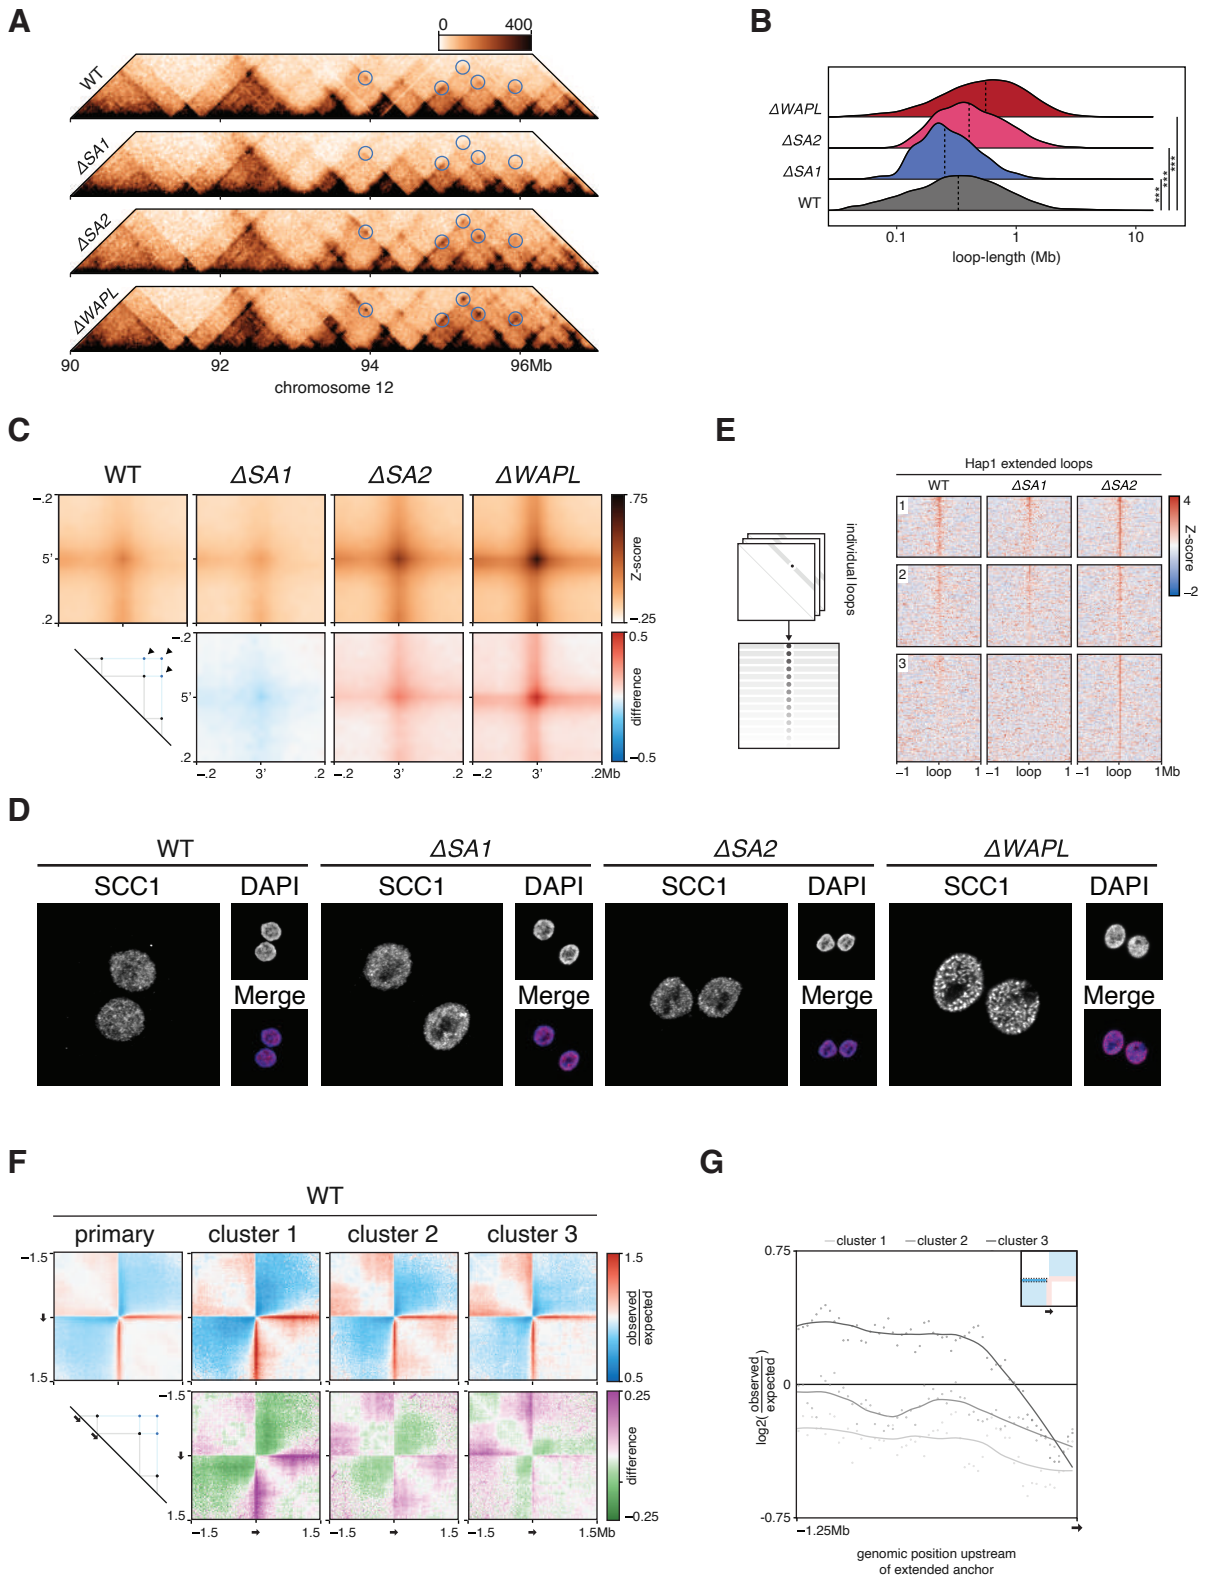 A
0 400
WT
ΔSA1
ΔSA2
ΔWAPL
90 92 94 96Mb
chromosome 12
B
ΔWAPL
ΔSA2
ΔSA1
WT
***
***
***
0.1 1 10
loop-length (Mb)
C
WT ΔSA1 ΔSA2 ΔWAPL
-.2
5'
.2
.75
Z-score
-.25
-.2
5'
.2
0.5
difference
-0.5
-.2 3' .2 -.2 3' .2 -.2 3' .2Mb
E
individual loops
Hap1 extended loops
WT ΔSA1 ΔSA2
1
2
3
4
Z-score
-2
-1 loop 1 -1 loop 1 -1 loop 1Mb
D
WT ΔSA1 ΔSA2 ΔWAPL
SCC1 DAPI SCC1 DAPI SCC1 DAPI SCC1 DAPI
Merge Merge Merge Merge
F
WT
primary cluster 1 cluster 2 cluster 3
-1.5
1.5
1.5
observed
expected
0.5
-1.5
1.5
0.25
difference
-0.25
-1.5 1.5 -1.5 1.5 -1.5 1.5Mb
G
cluster 1 cluster 2 cluster 3
0.75
0
-0.75
log2(observed/expected)
-1.25Mb
genomic position upstream
of extended anchor